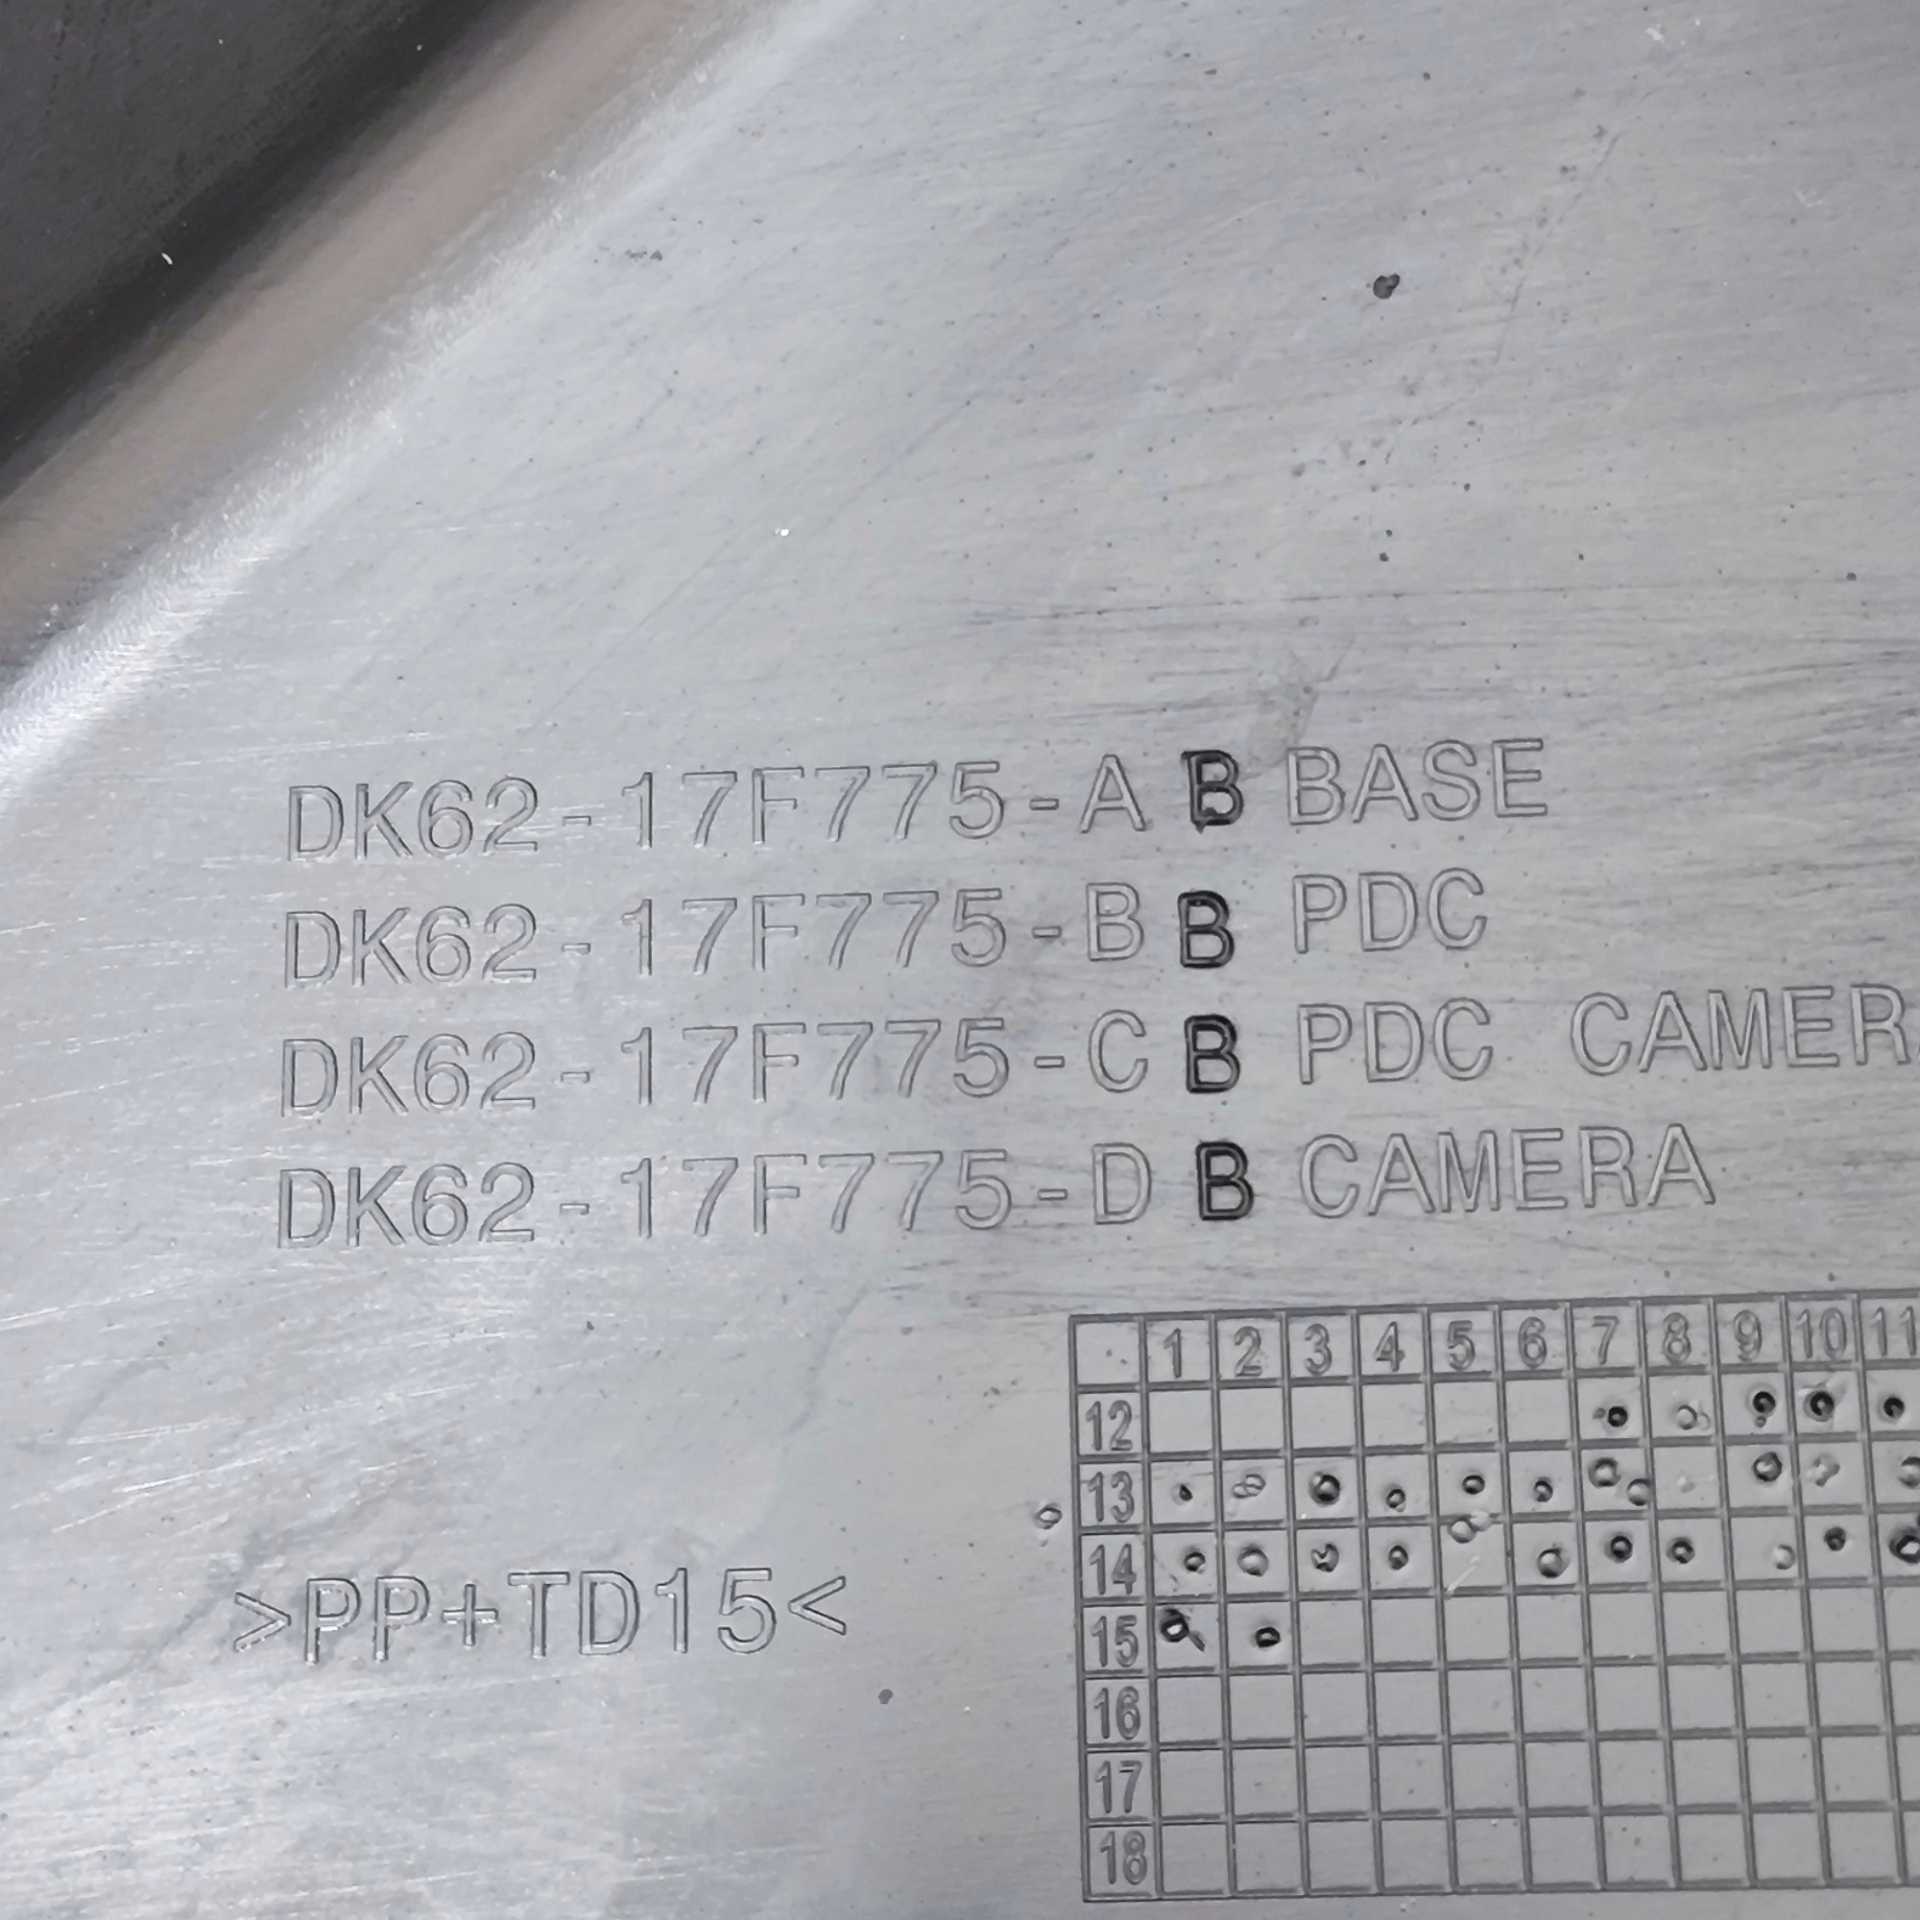 DK62-17F775-A B BASE
DK62-17F775-B B PDC
DK62-17F775-C B PDC CAMER
DK62-17F775-D B CAMERA
1 2 3 4 5 6 7 8 9 10 11
12
13
14
15
16
17
18
>PP+TD15<